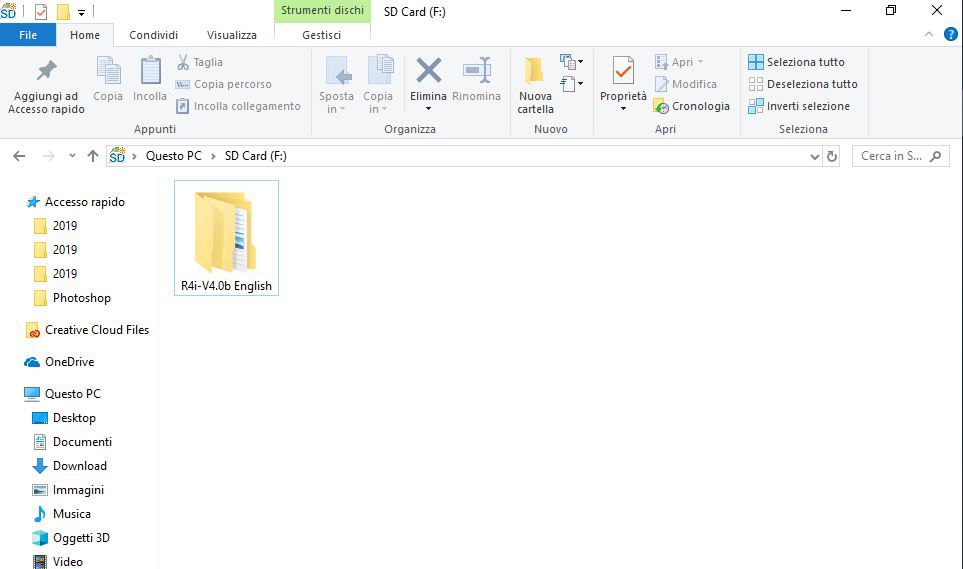 SD
Strumenti dischi
SD Card (F:)
File
Home
Condividi
Visualizza
Gestisci
Aggiungi ad
Accesso rapido
Copia
Incolla
Taglia
Copia percorso
Incolla collegamento
Appunti
Sposta
in
Copia
in
Elimina
Rinomina
Organizza
Nuova
cartella
Nuovo
Proprietà
Apri
Modifica
Cronologia
Apri
Seleziona tutto
Deseleziona tutto
Inverti selezione
Seleziona
SD
Questo PC
SD Card (F:)
Cerca in S...
Accesso rapido
2019
2019
2019
Photoshop
Creative Cloud Files
OneDrive
Questo PC
Desktop
Documenti
Download
Immagini
Musica
Oggetti 3D
Video
R4i-V4.0b English